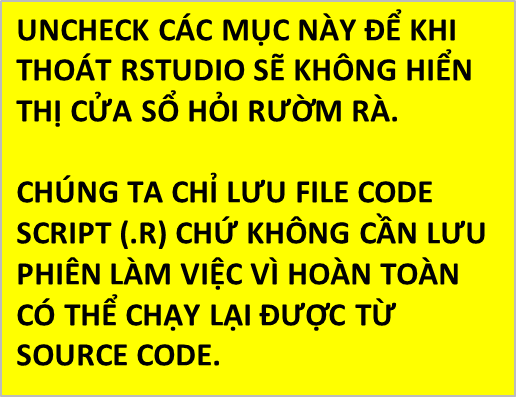 UNCHECK CÁC MỤC NÀY ĐỂ KHI
THOÁT RSTUDIO SẼ KHÔNG HIỂN
THỊ CỬA SỔ HỎI RƯỜM RÀ.
CHÚNG TA CHỈ LƯU FILE CODE
SCRIPT (.R) CHỨ KHÔNG CẦN LƯU
PHIÊN LÀM VIỆC VÌ HOÀN TOÀN
CÓ THỂ CHẠY LẠI ĐƯỢC TỪ
SOURCE CODE.